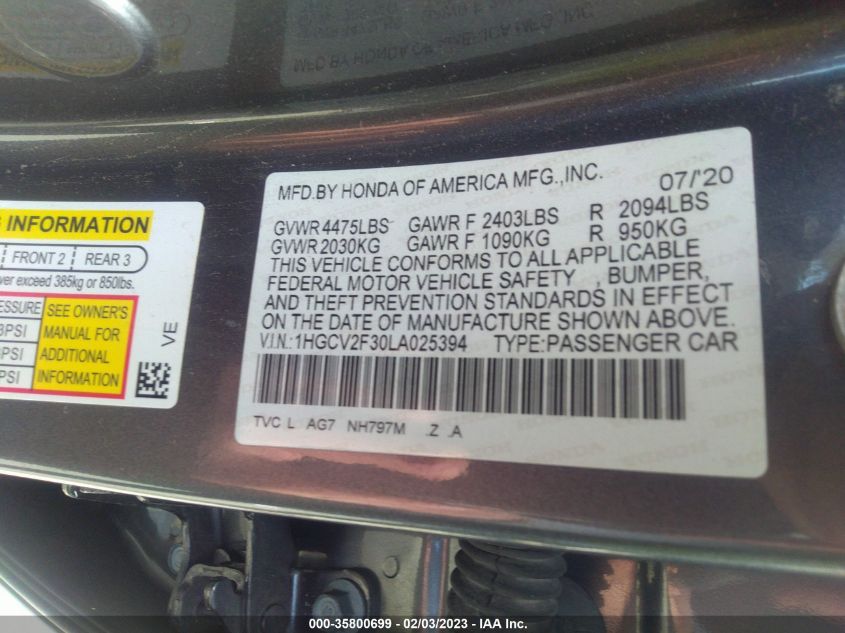 MFD.BY HONDA OF AMERICA MFG.,INC. 07/'20
GVWR 4475LBS GAWR F 2403LBS R 2094LBS
GVWR 2030KG GAWR F 1090KG R 950KG
THIS VEHICLE CONFORMS TO ALL APPLICABLE
FEDERAL MOTOR VEHICLE SAFETY , BUMPER,
AND THEFT PREVENTION STANDARDS IN EFFECT
ON THE DATE OF MANUFACTURE SHOWN ABOVE.
V.I.N.:1HGCV2F30LA025394 TYPE:PASSENGER CAR
TVC L AG7 NH797M .Z .A
INFORMATION
FRONT 2 REAR 3
exceed 385kg or 850lbs.
SEE OWNER'S
MANUAL FOR
ADDITIONAL
INFORMATION
PSI
PSI
PSI
VE
000-35800699 - 02/03/2023 - IAA Inc.